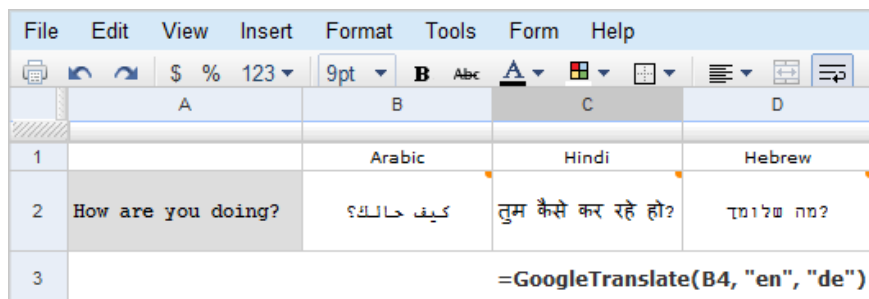 File Edit View Insert Format Tools Form Help
$ % 123 9pt B Abc A
A B C D
1 Arabic Hindi Hebrew
2 How are you doing? كيف حالك؟ तुम कैसे कर रहे हो? מה שלומך?
3 =GoogleTranslate(B4, "en", "de")